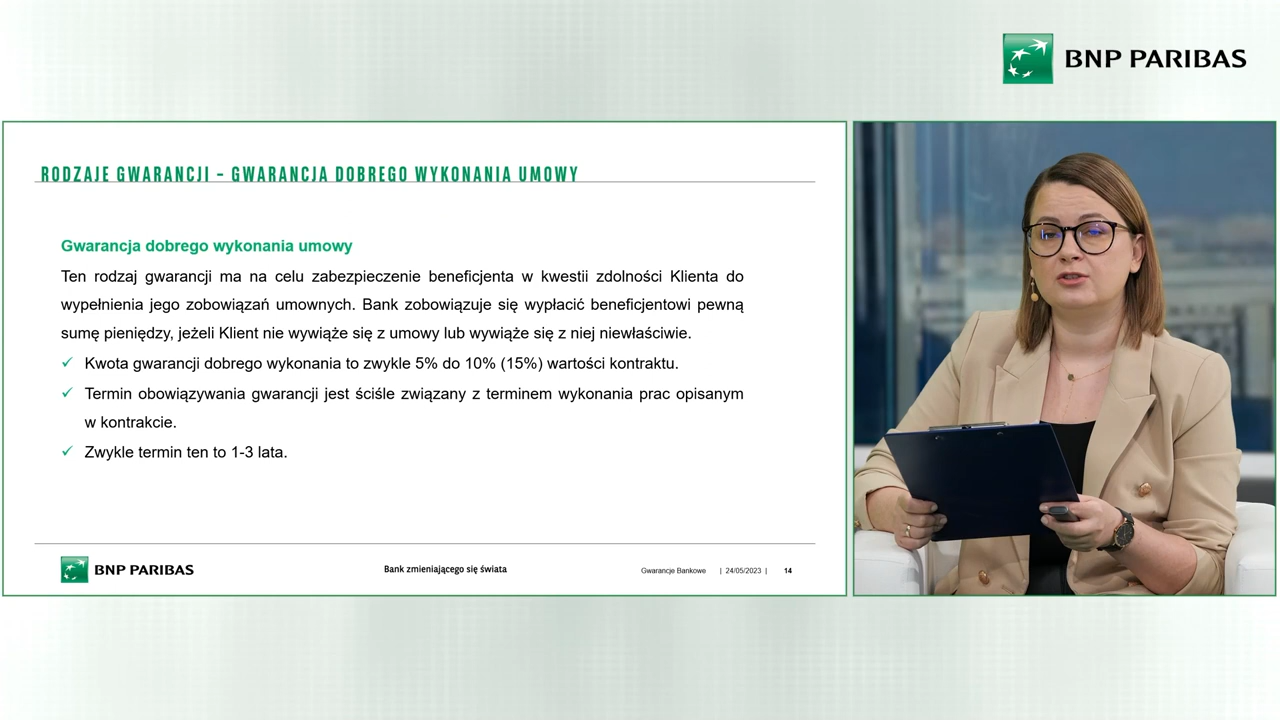 BNP PARIBAS
RODZAJE GWARANCJI – GWARANCJA DOBREGO WYKONANIA UMOWY
Gwarancja dobrego wykonania umowy
Ten rodzaj gwarancji ma na celu zabezpieczenie beneficjenta w kwestii zdolności Klienta do
wypełnienia jego zobowiązań umownych. Bank zobowiązuje się wypłacić beneficjentowi pewną
sumę pieniędzy, jeżeli Klient nie wywiąże się z umowy lub wywiąże się z niej niewłaściwie.
✓ Kwota gwarancji dobrego wykonania to zwykle 5% do 10% (15%) wartości kontraktu.
✓ Termin obowiązywania gwarancji jest ściśle związany z terminem wykonania prac opisanym
w kontrakcie.
✓ Zwykle termin ten to 1-3 lata.
BNP PARIBAS
Bank zmieniającego się świata
Gwarancje Bankowe | 24/05/2023 | 14